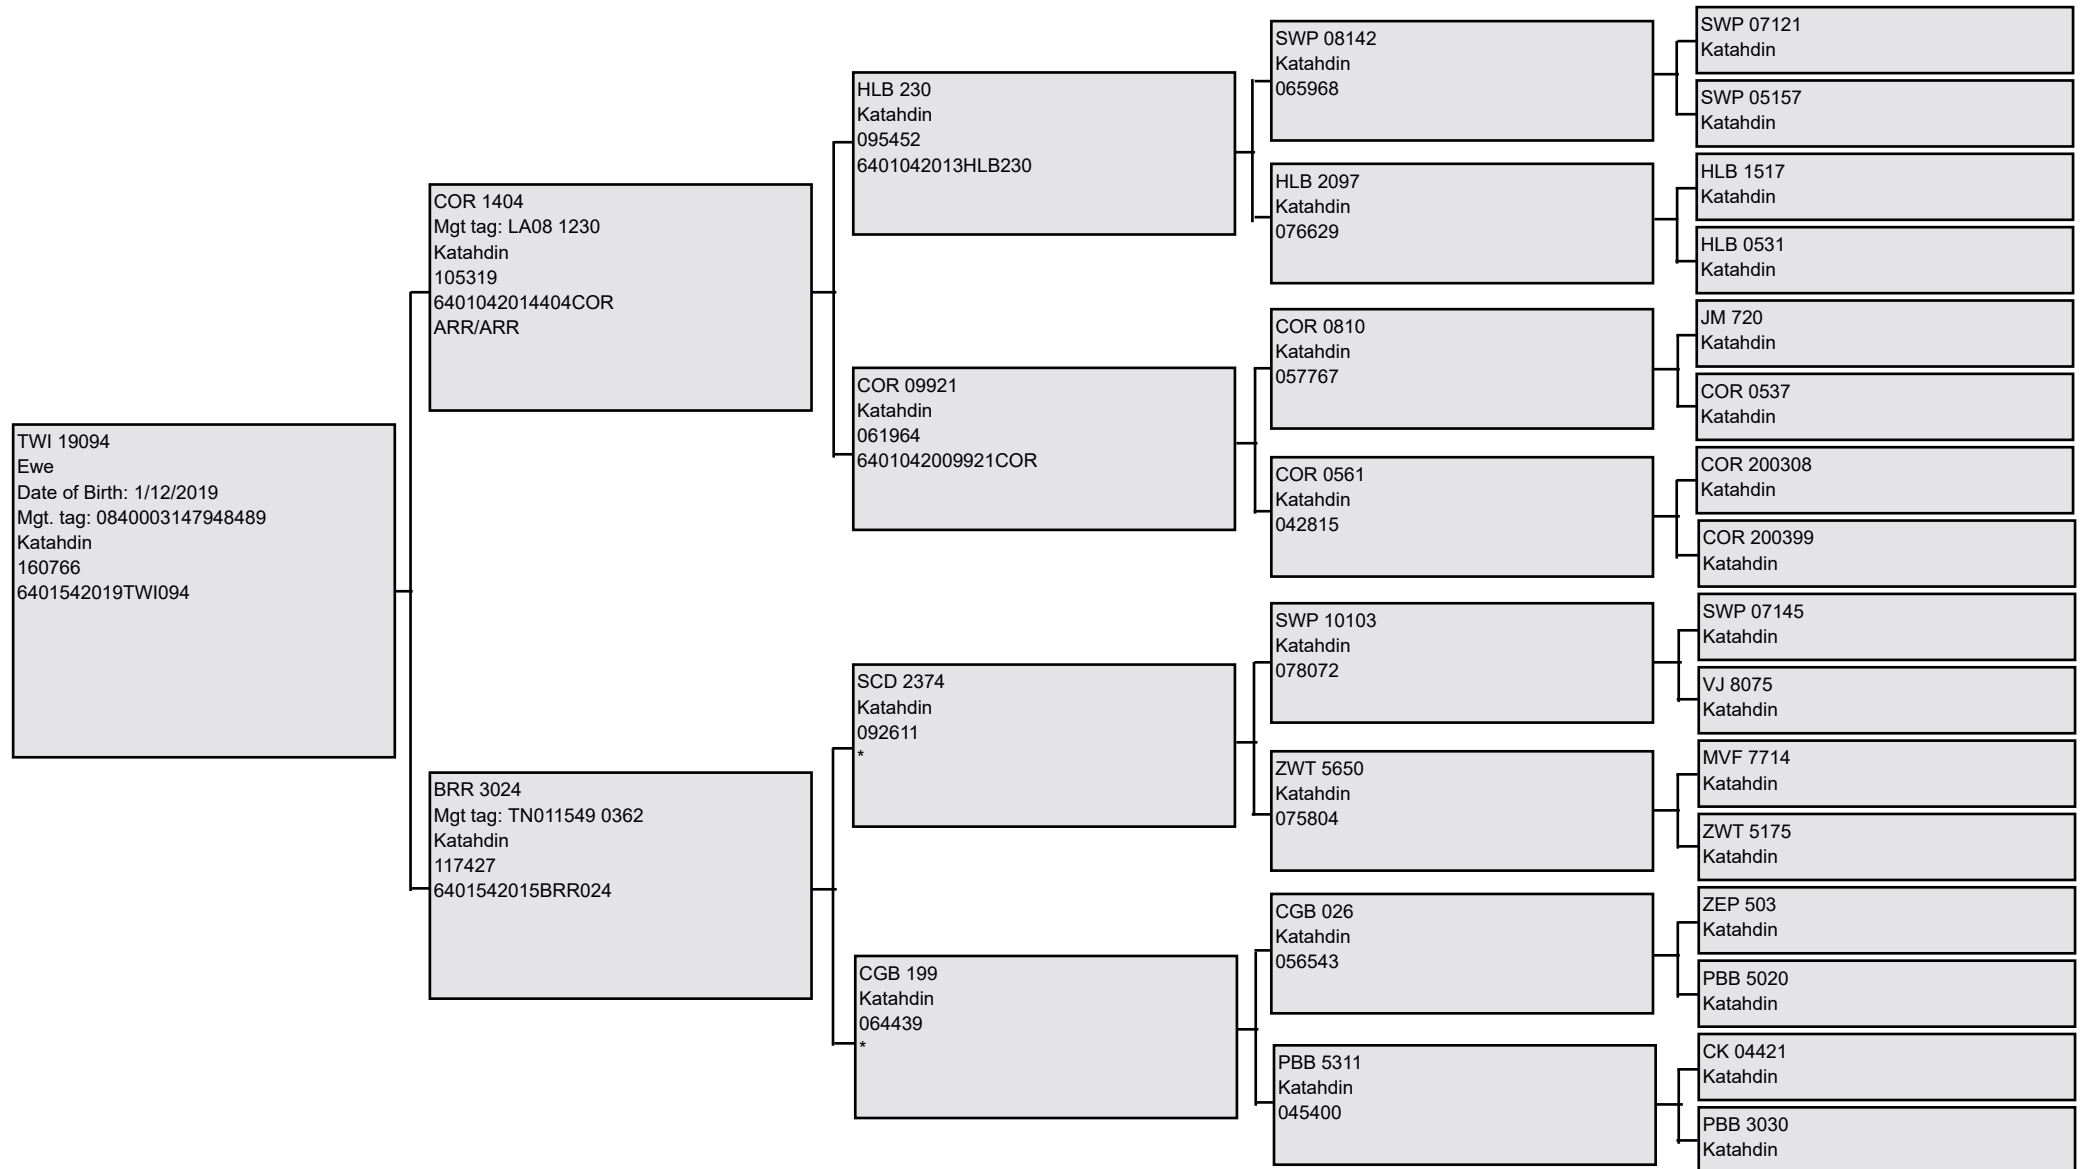 TWI 19094
Ewe
Date of Birth: 1/12/2019
Mgt. tag: 0840003147948489
Katahdin
160766
6401542019TWI094
COR 1404
Mgt tag: LA08 1230
Katahdin
105319
6401042014404COR
ARR/ARR
BRR 3024
Mgt tag: TN011549 0362
Katahdin
117427
6401542015BRR024
HLB 230
Katahdin
095452
6401042013HLB230
COR 09921
Katahdin
061964
6401042009921COR
SCD 2374
Katahdin
092611
*
CGB 199
Katahdin
064439
*
SWP 08142
Katahdin
065968
HLB 2097
Katahdin
076629
COR 0810
Katahdin
057767
COR 0561
Katahdin
042815
SWP 10103
Katahdin
078072
ZWT 5650
Katahdin
075804
CGB 026
Katahdin
056543
PBB 5311
Katahdin
045400
SWP 07121
Katahdin
SWP 05157
Katahdin
HLB 1517
Katahdin
HLB 0531
Katahdin
JM 720
Katahdin
COR 0537
Katahdin
COR 200308
Katahdin
COR 200399
Katahdin
SWP 07145
Katahdin
VJ 8075
Katahdin
MVF 7714
Katahdin
ZWT 5175
Katahdin
ZEP 503
Katahdin
PBB 5020
Katahdin
CK 04421
Katahdin
PBB 3030
Katahdin